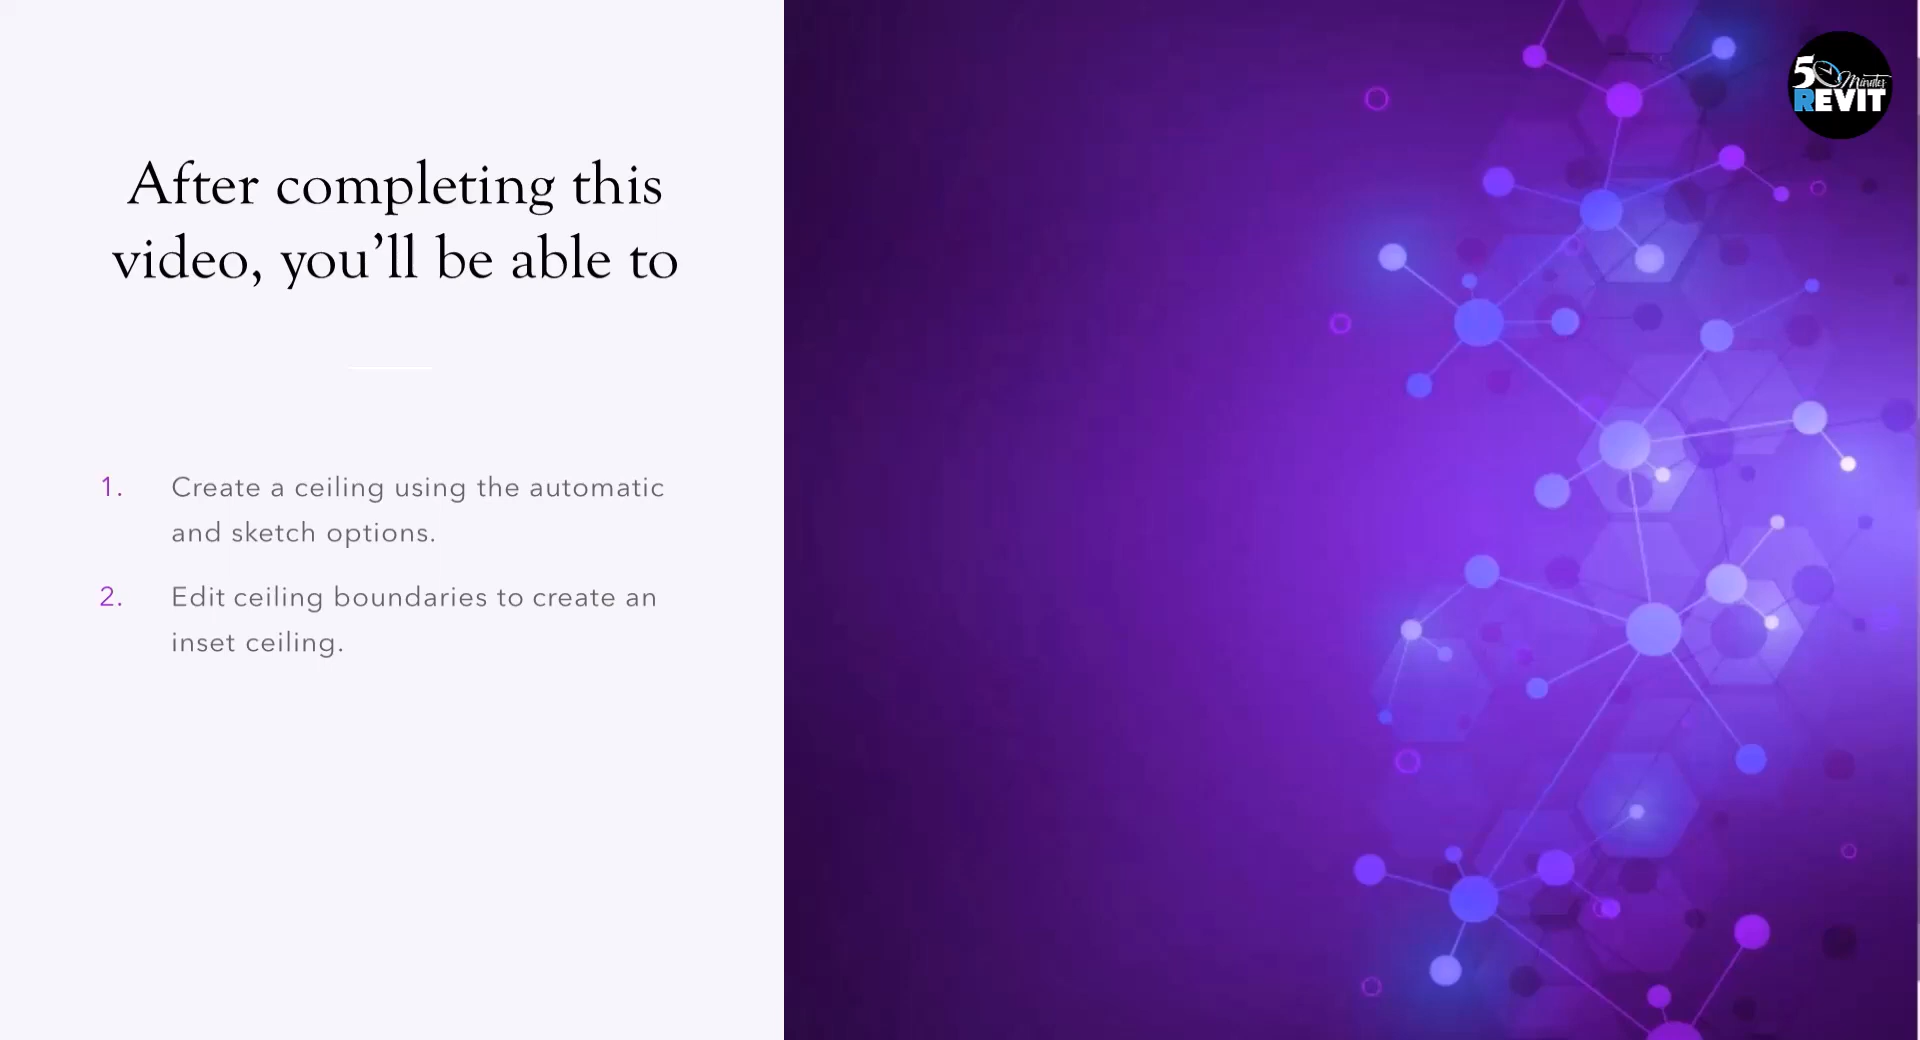 After completing this
video, you’ll be able to
1. Create a ceiling using the automatic
and sketch options.
2. Edit ceiling boundaries to create an
inset ceiling.
5 Minutes
REVIT